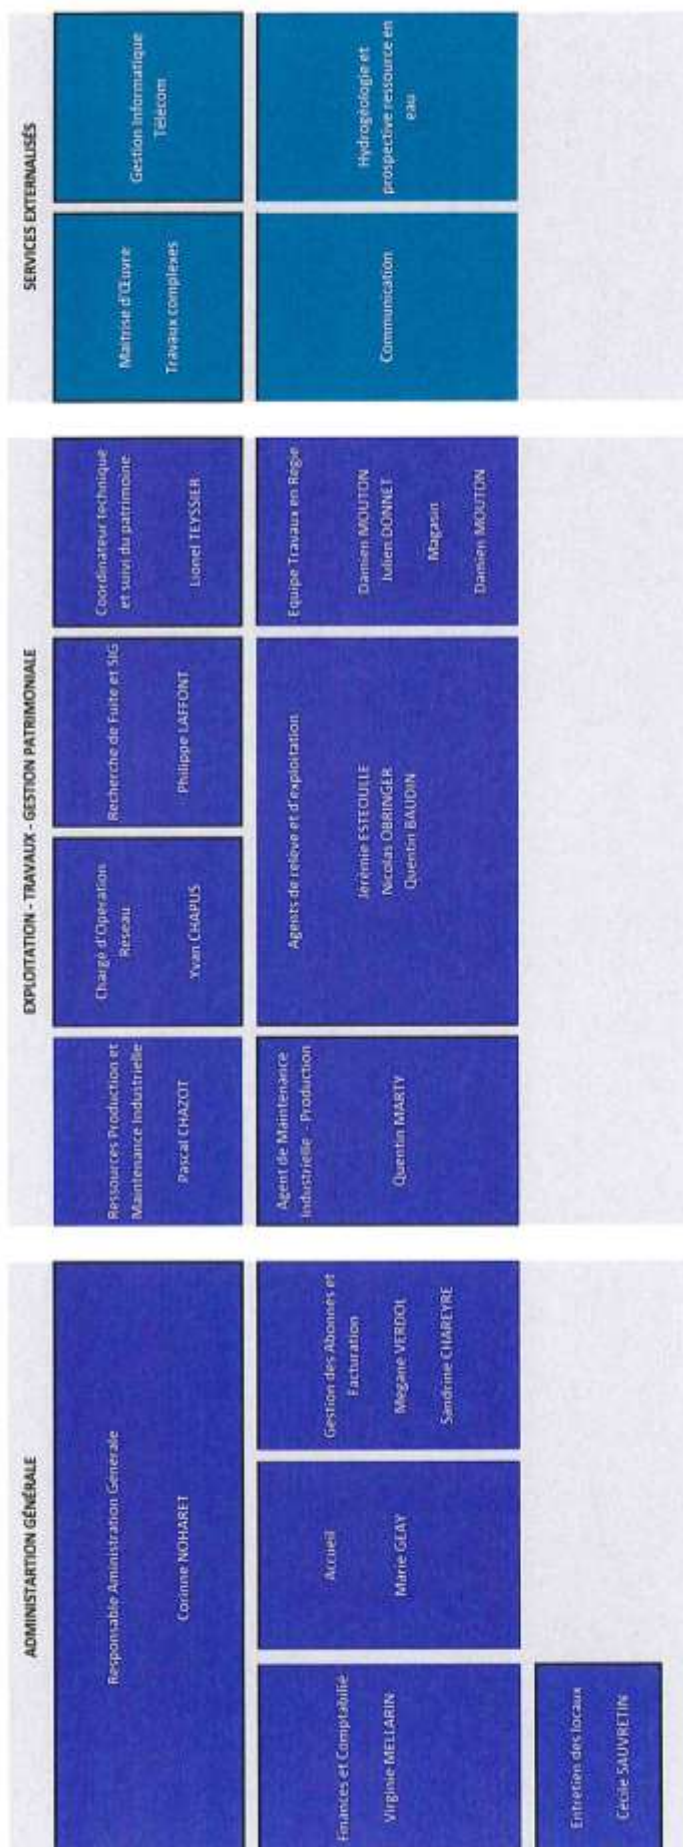 ADMINISTARTION GÉNÉRALE
Responsable Aministration Générale
Corinne NOHARET
Finances et Comptabilié
Virginie MELLARIN
Accueil
Marie GEAY
Gestion des Abonnés et
Facturation
Megane VERDOL
Sandrine CHAREYRE
Entretien des locaux
Cécile SAUVRETIN
EXPLOITATION - TRAVAUX - GESTION PATRIMONIALE
Ressources Production et
Maintenance Industrielle
Pascal CHAZOT
Chargé d'Opération
Réseau
Yvan CHAPUS
Recherche de Fuite et SIG
Philippe LAFFONT
Coordinateur technique
et suivi du patrimoine
Lionel TEYSSIER
Agent de Maintenance
Industrielle - Production
Quentin MARTY
Agents de relève et d'exploitation
Jérémie ESTEOULLE
Nicolas OBRINGER
Quentin BAUDIN
Equipe Travaux en Régie
Damien MOUTON
Julien DONNET
Magasin
Damien MOUTON
SERVICES EXTERNALISÉS
Maitrise d'Œuvre
Travaux complexes
Gestion Informatique
Télécom
Communication
Hydrogéologie et
prospective ressource en
eau